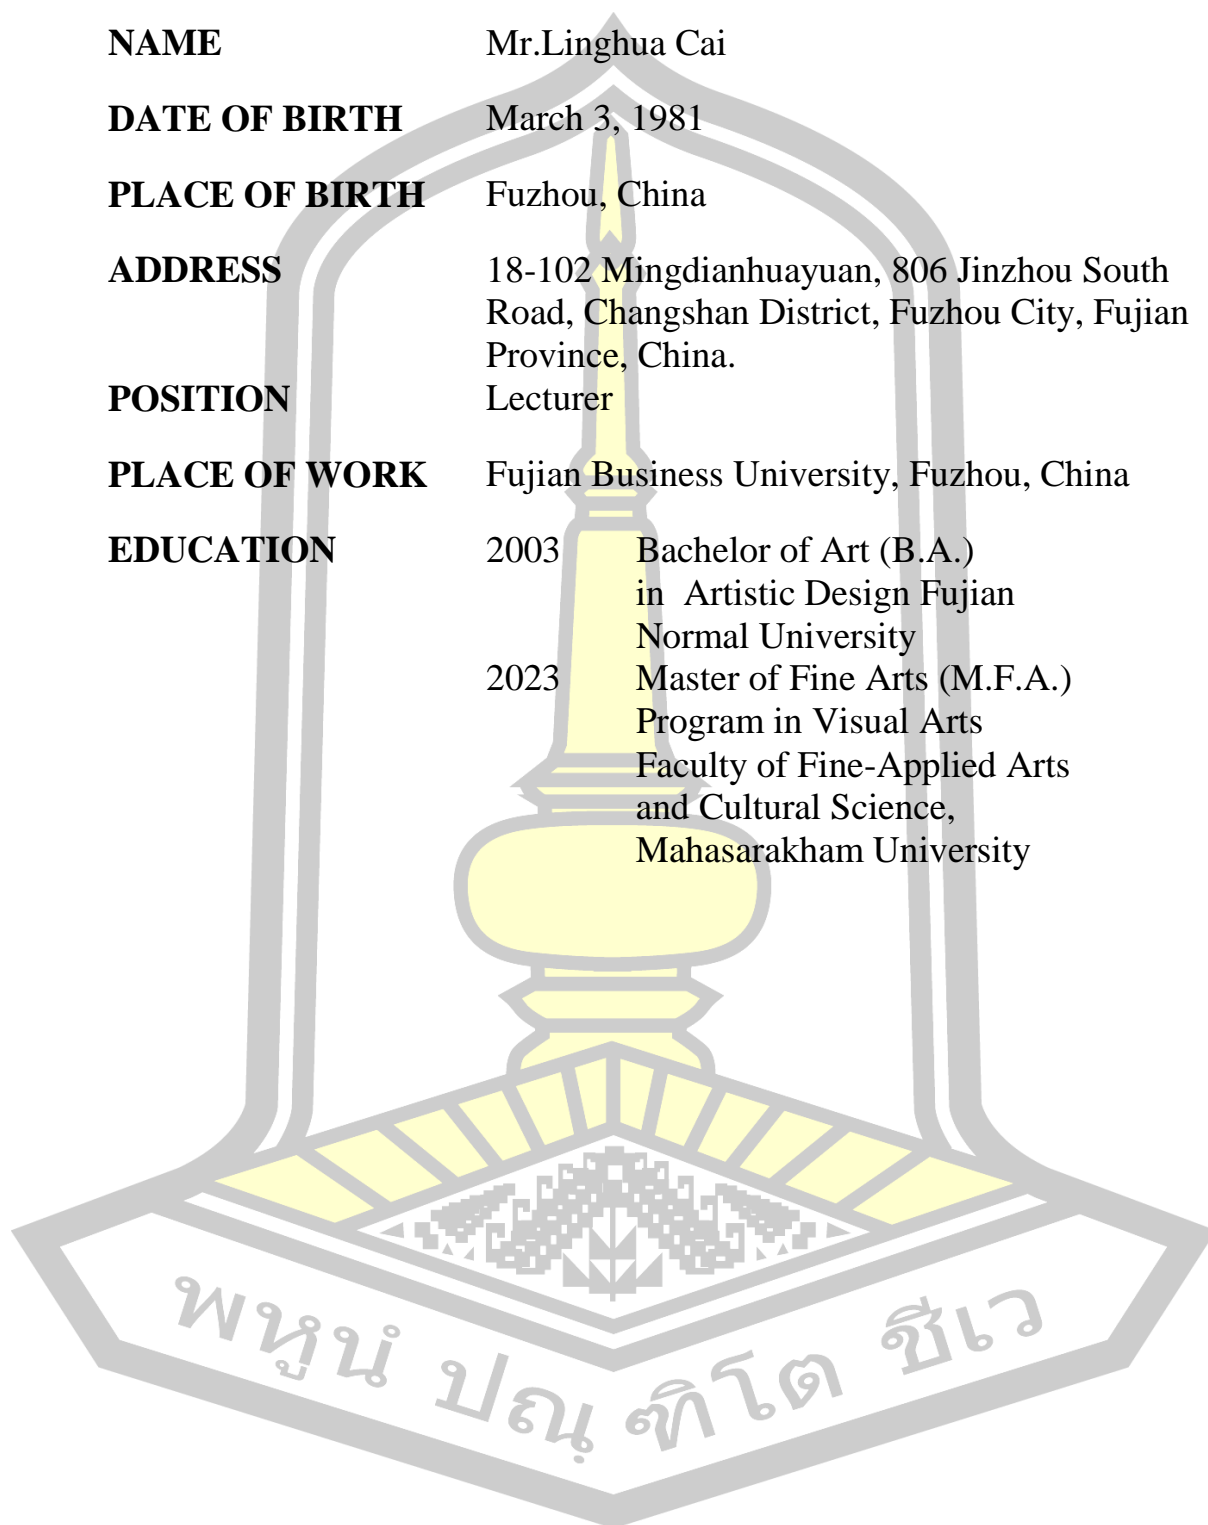 NAME Mr.Linghua Cai
DATE OF BIRTH March 3, 1981
PLACE OF BIRTH Fuzhou, China
ADDRESS 18-102 Mingdianhuayuan, 806 Jinzhou South
Road, Changshan District, Fuzhou City, Fujian
Province, China.
POSITION Lecturer
PLACE OF WORK Fujian Business University, Fuzhou, China
EDUCATION 2003 Bachelor of Art (B.A.)
in Artistic Design Fujian
Normal University
2023 Master of Fine Arts (M.F.A.)
Program in Visual Arts
Faculty of Fine-Applied Arts
and Cultural Science,
Mahasarakham University
พหูนํ ปณฺฑิโต ชีเว